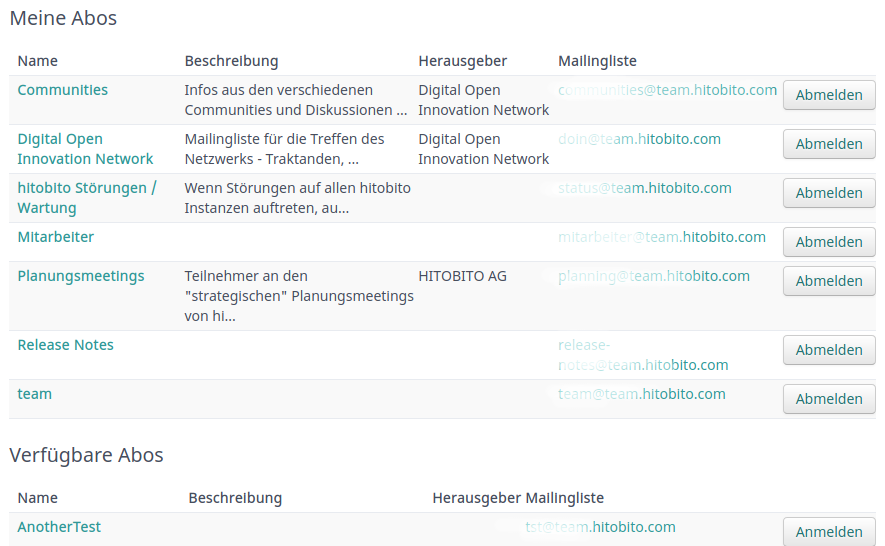 Meine Abos
Name Beschreibung Herausgeber Mailingliste
Communities Infos aus den verschiedenen Digital Open communities@team.hitobito.com Abmelden
Communities und Diskussionen ... Innovation Network
Digital Open Mailingliste für die Treffen des Digital Open doin@team.hitobito.com Abmelden
Innovation Network Netzwerks - Traktanden, ... Innovation Network
hitobito Störungen / Wenn Störungen auf allen hitobito status@team.hitobito.com Abmelden
Wartung Instanzen auftreten, au...
Mitarbeiter mitarbeiter@team.hitobito.com Abmelden
Planungsmeetings Teilnehmer an den HITOBITO AG planning@team.hitobito.com Abmelden
"strategischen" Planungsmeetings
von hi...
Release Notes release- Abmelden
notes@team.hitobito.com
team team@team.hitobito.com Abmelden
Verfügbare Abos
Name Beschreibung Herausgeber Mailingliste
AnotherTest tst@team.hitobito.com Anmelden